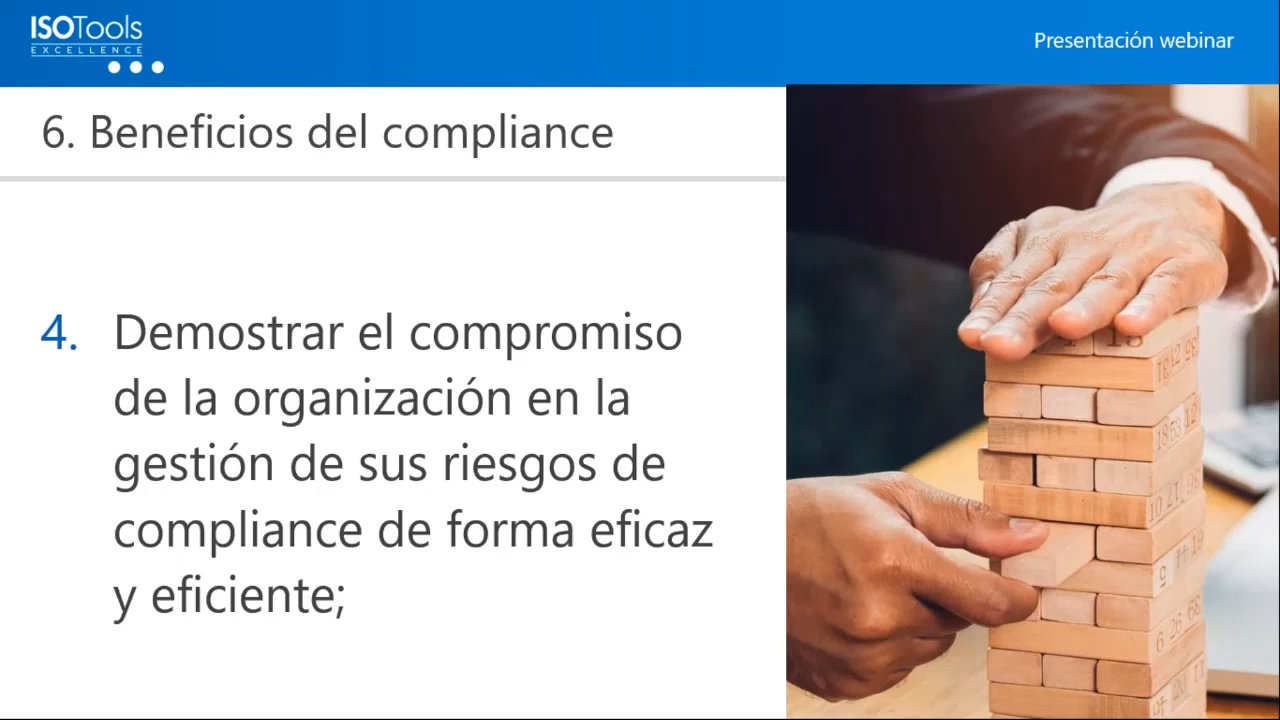 ISOTools
EXCELLENCE
Presentación webinar
6. Beneficios del compliance
4. Demostrar el compromiso
de la organización en la
gestión de sus riesgos de
compliance de forma eficaz
y eficiente;